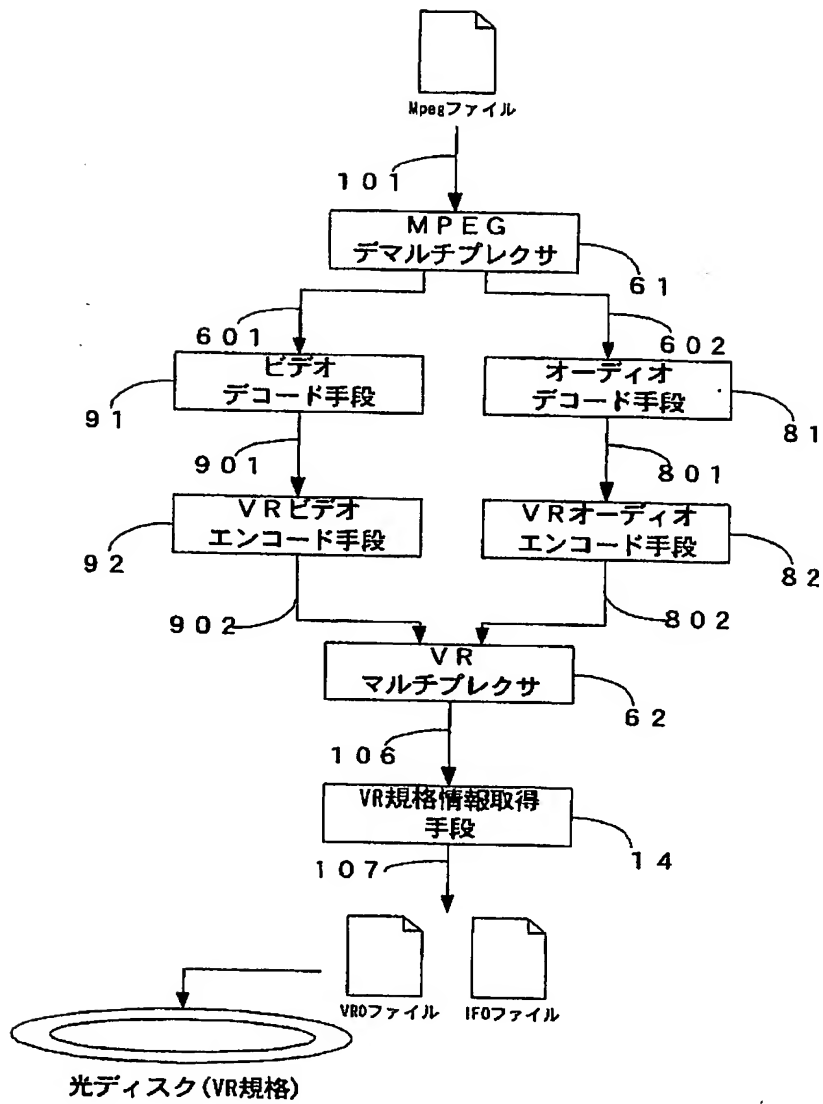 Mpegファイル
101
MPEG
デマルチプレクサ
61
601
602
ビデオ
デコード手段
91
オーディオ
デコード手段
81
901
801
VRビデオ
エンコード手段
92
VRオーディオ
エンコード手段
82
902
802
VR
マルチプレクサ
62
106
VR規格情報取得
手段
14
107
VROファイル
IFOファイル
光ディスク(VR規格)